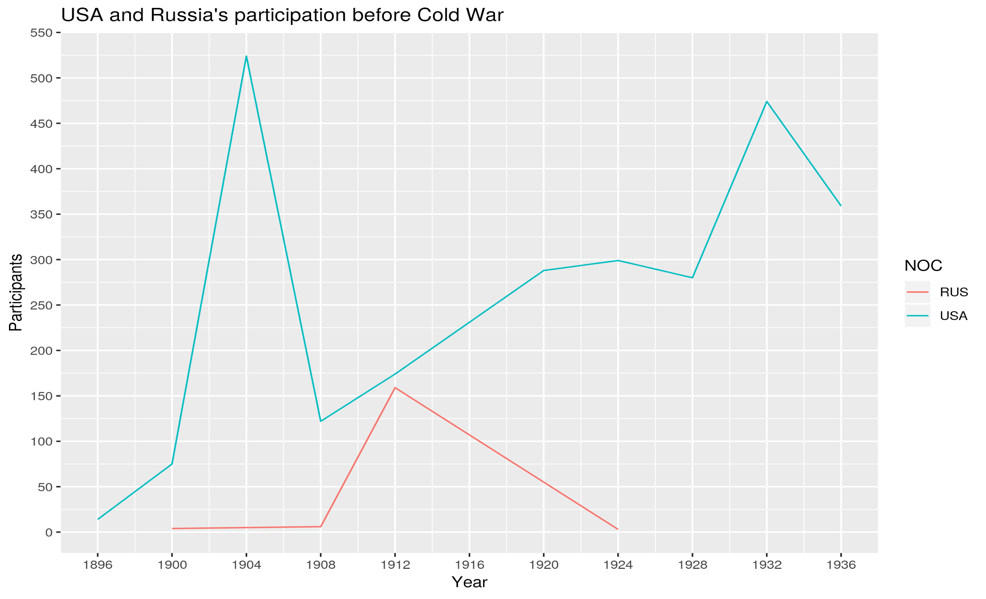 USA and Russia's participation before Cold War
550
500
450
400
350
300
250
200
150
100
50
0
Participants
1896 1900 1904 1908 1912 1916 1920 1924 1928 1932 1936
Year
NOC
RUS
USA